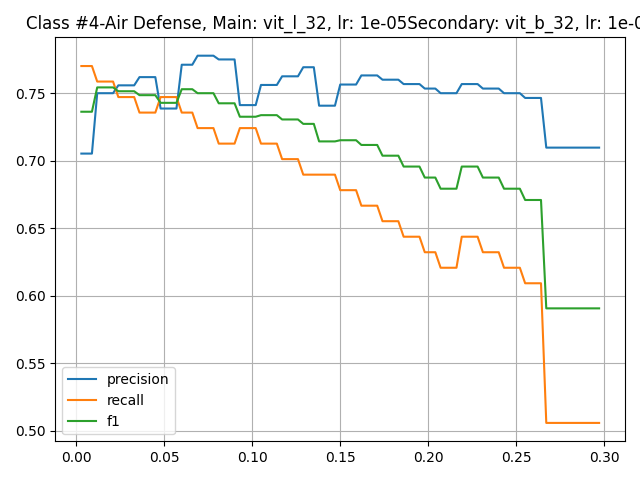 Class #4-Air Defense, Main: vit_l_32, lr: 1e-05Secondary: vit_b_32, lr: 1e-0
0.75
0.70
0.65
0.60
0.55
0.50
precision
recall
f1
0.00 0.05 0.10 0.15 0.20 0.25 0.30